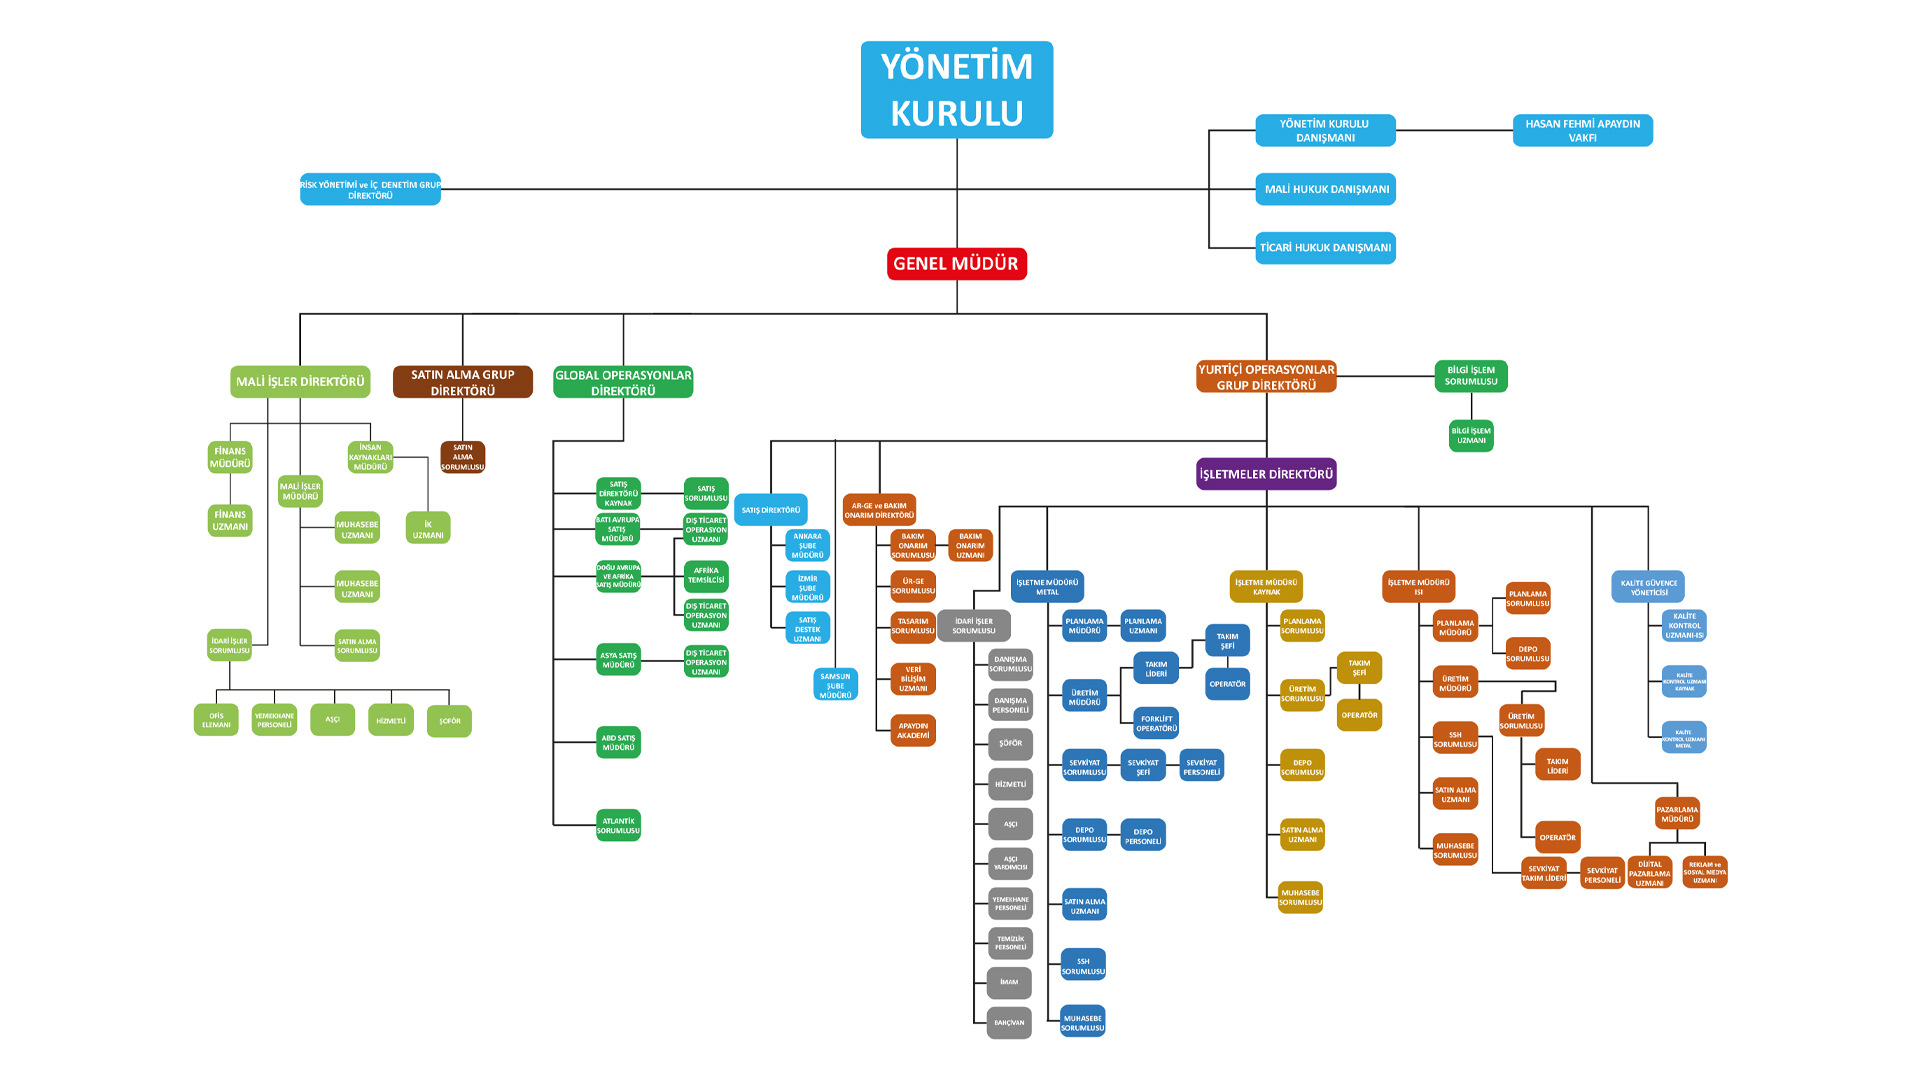 YÖNETİM
KURULU
YÖNETİM KURULU
DANIŞMANI
HASAN FEHMİ APAYDIN
VAKFI
RİSK YÖNETİMİ ve İÇ DENETİM GRUP
DİREKTÖRÜ
MALİ HUKUK DANIŞMANI
TİCARİ HUKUK DANIŞMANI
GENEL MÜDÜR
MALİ İŞLER DİREKTÖRÜ
SATIN ALMA GRUP
DİREKTÖRÜ
GLOBAL OPERASYONLAR
DİREKTÖRÜ
YURTİÇİ OPERASYONLAR
GRUP DİREKTÖRÜ
BİLGİ İŞLEM
SORUMLUSU
BİLGİ İŞLEM
UZMANI
FİNANS
MÜDÜRÜ
FİNANS
UZMANI
MALİ İŞLER
MÜDÜRÜ
İNSAN
KAYNAKLARI
MÜDÜRÜ
İK
UZMANI
MUHASEBE
UZMANI
MUHASEBE
UZMANI
SATIN ALMA
SORUMLUSU
İDARİ İŞLER
SORUMLUSU
OFİS
ELEMANI
YEMEKHANE
PERSONELİ
AŞÇI
HİZMETLİ
ŞOFÖR
SATIN
ALMA
SORUMLUSU
SATIŞ
DİREKTÖRÜ
KAYNAK
SATIŞ
SORUMLUSU
BATI AVRUPA
SATIŞ
MÜDÜRÜ
DIŞ TİCARET
OPERASYON
UZMANI
DOĞU AVRUPA
VE AFRİKA
SATIŞ MÜDÜRÜ
AFRİKA
TEMSİLCİSİ
DIŞ TİCARET
OPERASYON
UZMANI
ASYA SATIŞ
MÜDÜRÜ
DIŞ TİCARET
OPERASYON
UZMANI
ABD SATIŞ
MÜDÜRÜ
ATLANTİK
SORUMLUSU
SATIŞ DİREKTÖRÜ
ANKARA
ŞUBE
MÜDÜRÜ
İZMİR
ŞUBE
MÜDÜRÜ
SATIŞ
DESTEK
UZMANI
SAMSUN
ŞUBE
MÜDÜRÜ
AR-GE ve BAKIM
ONARIM DİREKTÖRÜ
BAKIM
ONARIM
SORUMLUSU
BAKIM
ONARIM
UZMANI
ÜR-GE
SORUMLUSU
TASARIM
SORUMLUSU
VERİ
BİLİŞİM
UZMANI
APAYDIN
AKADEMİ
İŞLETMELER DİREKTÖRÜ
İDARİ İŞLER
SORUMLUSU
DANIŞMA
SORUMLUSU
DANIŞMA
PERSONELİ
ŞÖFÖR
HİZMETLİ
AŞÇI
AŞÇI
YARDIMCISI
YEMEKHANE
PERSONELİ
TEMİZLİK
PERSONELİ
İMAM
BAHÇİVAN
İŞLETME MÜDÜRÜ
METAL
PLANLAMA
MÜDÜRÜ
PLANLAMA
UZMANI
ÜRETİM
MÜDÜRÜ
TAKIM
LİDERİ
TAKIM
ŞEFİ
OPERATÖR
FORKLİFT
OPERATÖRÜ
SEVKİYAT
SORUMLUSU
SEVKİYAT
ŞEFİ
SEVKİYAT
PERSONELİ
DEPO
SORUMLUSU
DEPO
PERSONELİ
SATIN ALMA
UZMANI
SSH
SORUMLUSU
MUHASEBE
SORUMLUSU
İŞLETME MÜDÜRÜ
KAYNAK
PLANLAMA
SORUMLUSU
ÜRETİM
SORUMLUSU
TAKIM
ŞEFİ
OPERATÖR
DEPO
SORUMLUSU
SATIN ALMA
UZMANI
MUHASEBE
SORUMLUSU
İŞLETME MÜDÜRÜ
ISI
PLANLAMA
MÜDÜRÜ
PLANLAMA
SORUMLUSU
DEPO
SORUMLUSU
ÜRETİM
MÜDÜRÜ
ÜRETİM
SORUMLUSU
TAKIM
LİDERİ
OPERATÖR
SSH
SORUMLUSU
SEVKİYAT
TAKIM LİDERİ
SEVKİYAT
PERSONELİ
SATIN ALMA
UZMANI
MUHASEBE
SORUMLUSU
PAZARLAMA
MÜDÜRÜ
DİJİTAL
PAZARLAMA
UZMANI
REKLAM ve
SOSYAL MEDYA
UZMANI
KALİTE GÜVENCE
YÖNETİCİSİ
KALİTE
KONTROL
UZMANI-ISI
KALİTE
KONTROL UZMANI
KAYNAK
KALİTE
KONTROL UZMANI
METAL